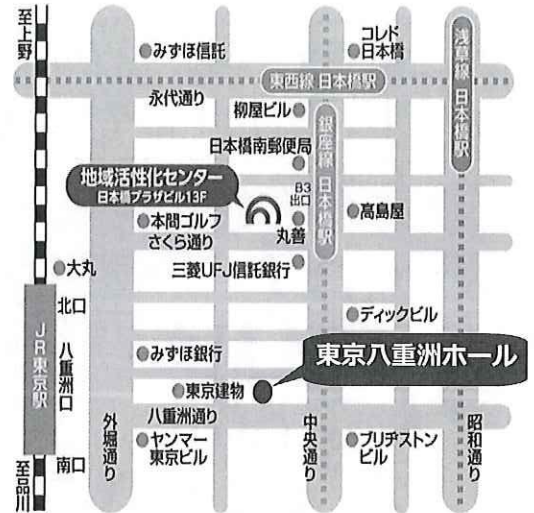 至上野
みずほ信託
コレド
日本橋
東西線 日本橋駅
浅草線 日本橋駅
永代通り
柳屋ビル
銀座線 日本橋駅
日本橋南郵便局
地域活性化センター
日本橋プラザビル13F
B3
出口
本間ゴルフ
高島屋
丸善
さくら通り
大丸
三菱UFJ信託銀行
北口
ディックビル
JR東京駅
八重洲口
みずほ銀行
東京八重洲ホール
東京建物
八重洲通り
外堀通り
中央通り
昭和通り
ヤンマー
東京ビル
ブリヂストン
ビル
南口
至品川